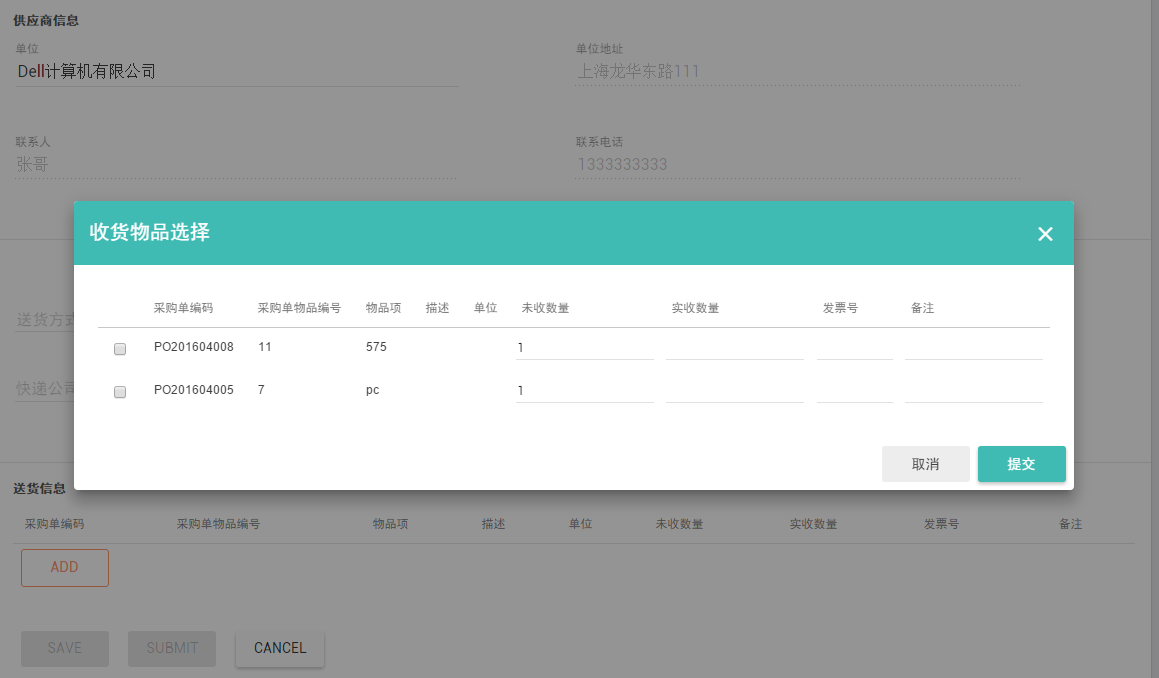 供应商信息
单位 单位地址
Dell计算机有限公司 上海龙华东路111
联系人 联系电话
张哥 1333333333
收货物品选择
采购单编码 采购单物品编号 物品项 描述 单位 未收数量 实收数量 发票号 备注
送货方式
PO201604008 11 575 1
快递公司
PO201604005 7 pc 1
取消 提交
送货信息
采购单编码 采购单物品编号 物品项 描述 单位 未收数量 实收数量 发票号 备注
ADD
SAVE SUBMIT CANCEL